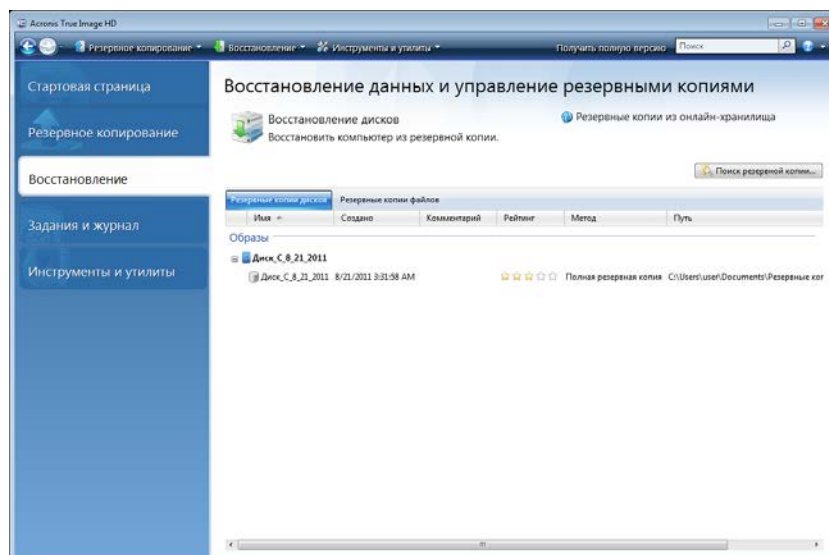 Acronis True Image HD
Резервное копирование Восстановление Инструменты и утилиты Получить полную версию Поиск
Стартовая страница
Резервное копирование
Восстановление
Задания и журнал
Инструменты и утилиты
Восстановление данных и управление резервными копиями
Восстановление дисков
Восстановить компьютер из резервной копии.
Резервные копии из онлайн-хранилища
Поиск резервной копии...
Резервные копии дисков Резервные копии файлов
Имя Создано Комментарий Рейтинг Метод Путь
Образы
Диск_C_8_21_2011
Диск_C_8_21_2011 8/21/2011 3:31:58 AM Полная резервная копия C:\Users\user\Documents\Резервные коп